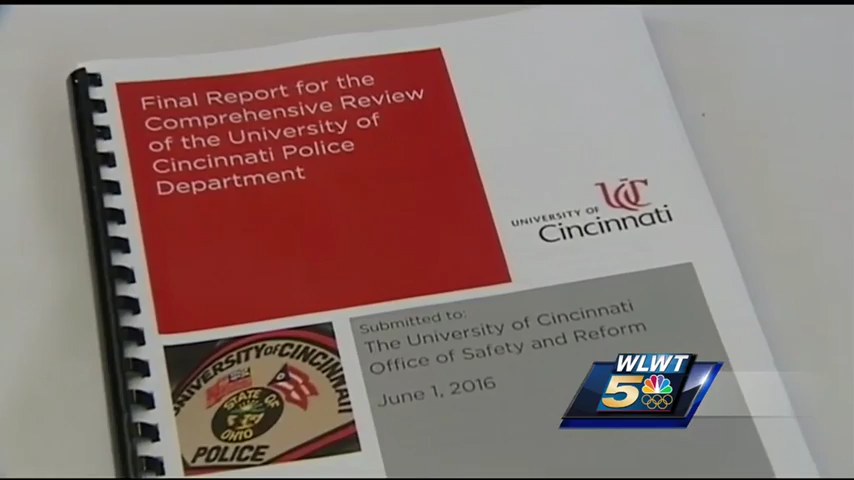 Final Report for the
Comprehensive Review
of the University of
Cincinnati Police
Department
UC
UNIVERSITY OF
Cincinnati
Submitted to:
The University of Cincinnati
Office of Safety and Reform
June 1, 2016
UNIVERSITY of CINCINNATI
STATE OF
OHIO
POLICE
WLWT
5